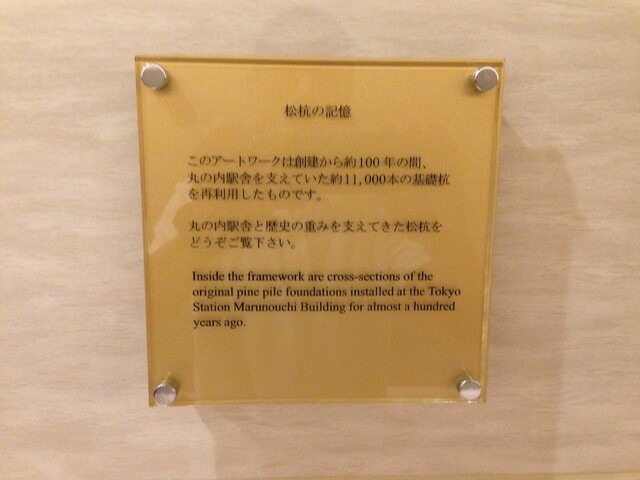 松杭の記憶
このアートワークは創建から約100年の間、
丸の内駅舎を支えていた約11,000本の基礎杭
を再利用したものです。
丸の内駅舎と歴史の重みを支えてきた松杭を
どうぞご覧下さい。
Inside the framework are cross-sections of the
original pine pile foundations installed at the Tokyo
Station Marunouchi Building for almost a hundred
years ago.